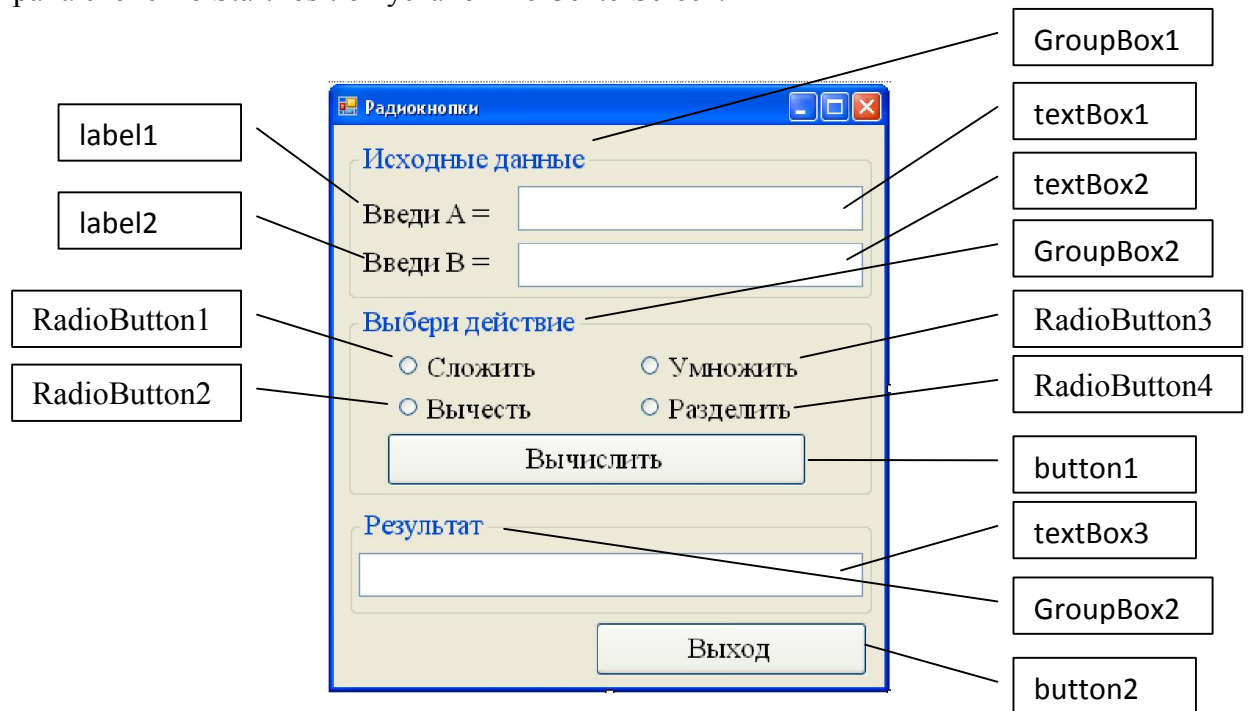 GroupBox1
Радиокнопки
textBox1
label1
Исходные данные
textBox2
Введи A =
label2
GroupBox2
Введи B =
RadioButton1
Выбери действие
RadioButton3
Сложить
Умножить
RadioButton2
RadioButton4
Вычесть
Разделить
Вычислить
button1
Результат
textBox3
GroupBox2
Выход
button2